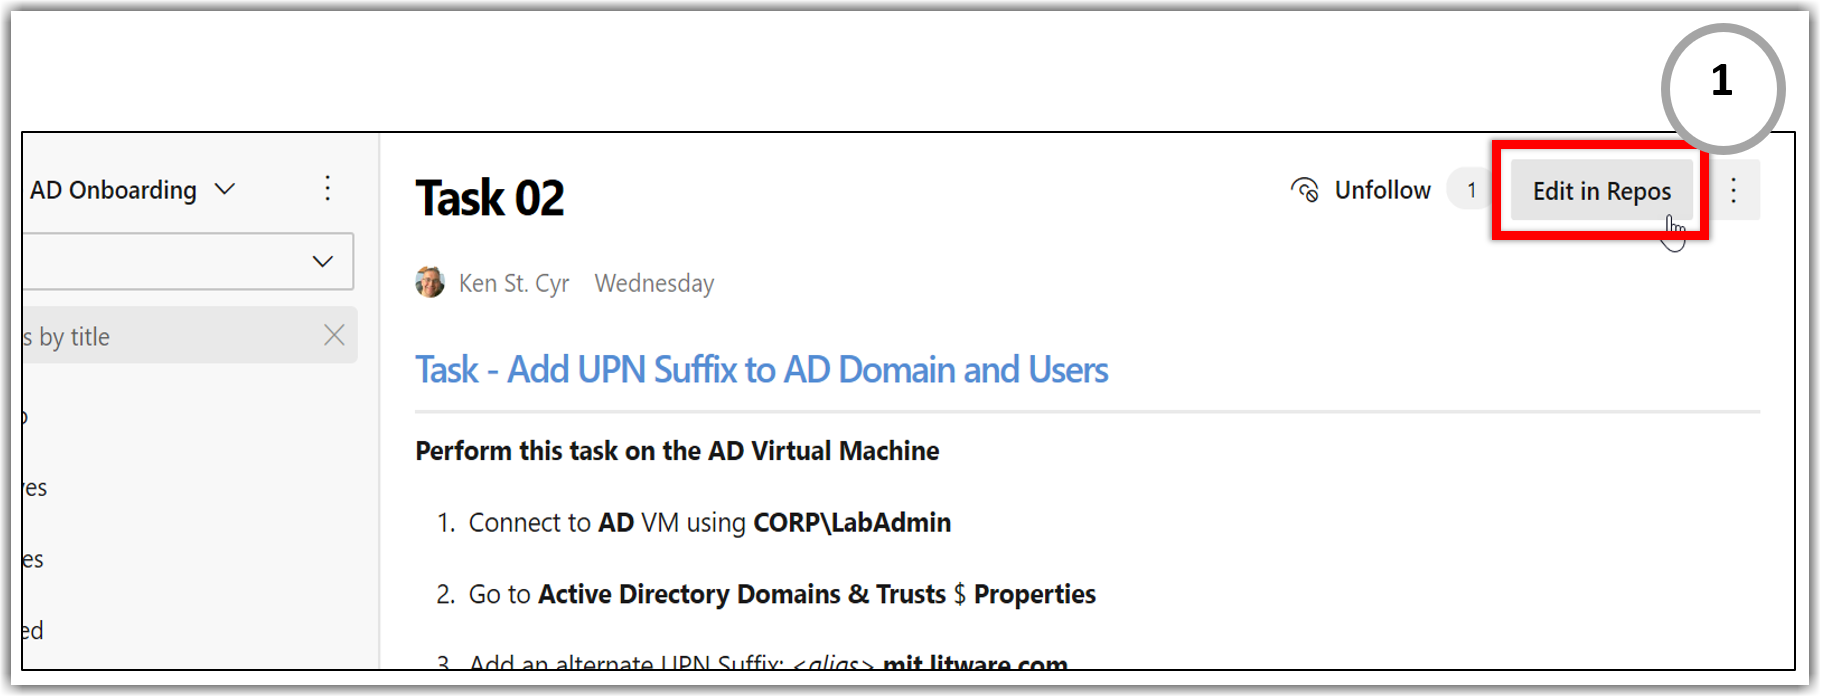 1
AD Onboarding
Task 02
Unfollow 1 Edit in Repos
Ken St. Cyr Wednesday
s by title
Task - Add UPN Suffix to AD Domain and Users
Perform this task on the AD Virtual Machine
es
1. Connect to AD VM using CORP\LabAdmin
es
2. Go to Active Directory Domains & Trusts $ Properties
ed
3. Add an alternate UPN Suffix: <alias> mit.litware.com